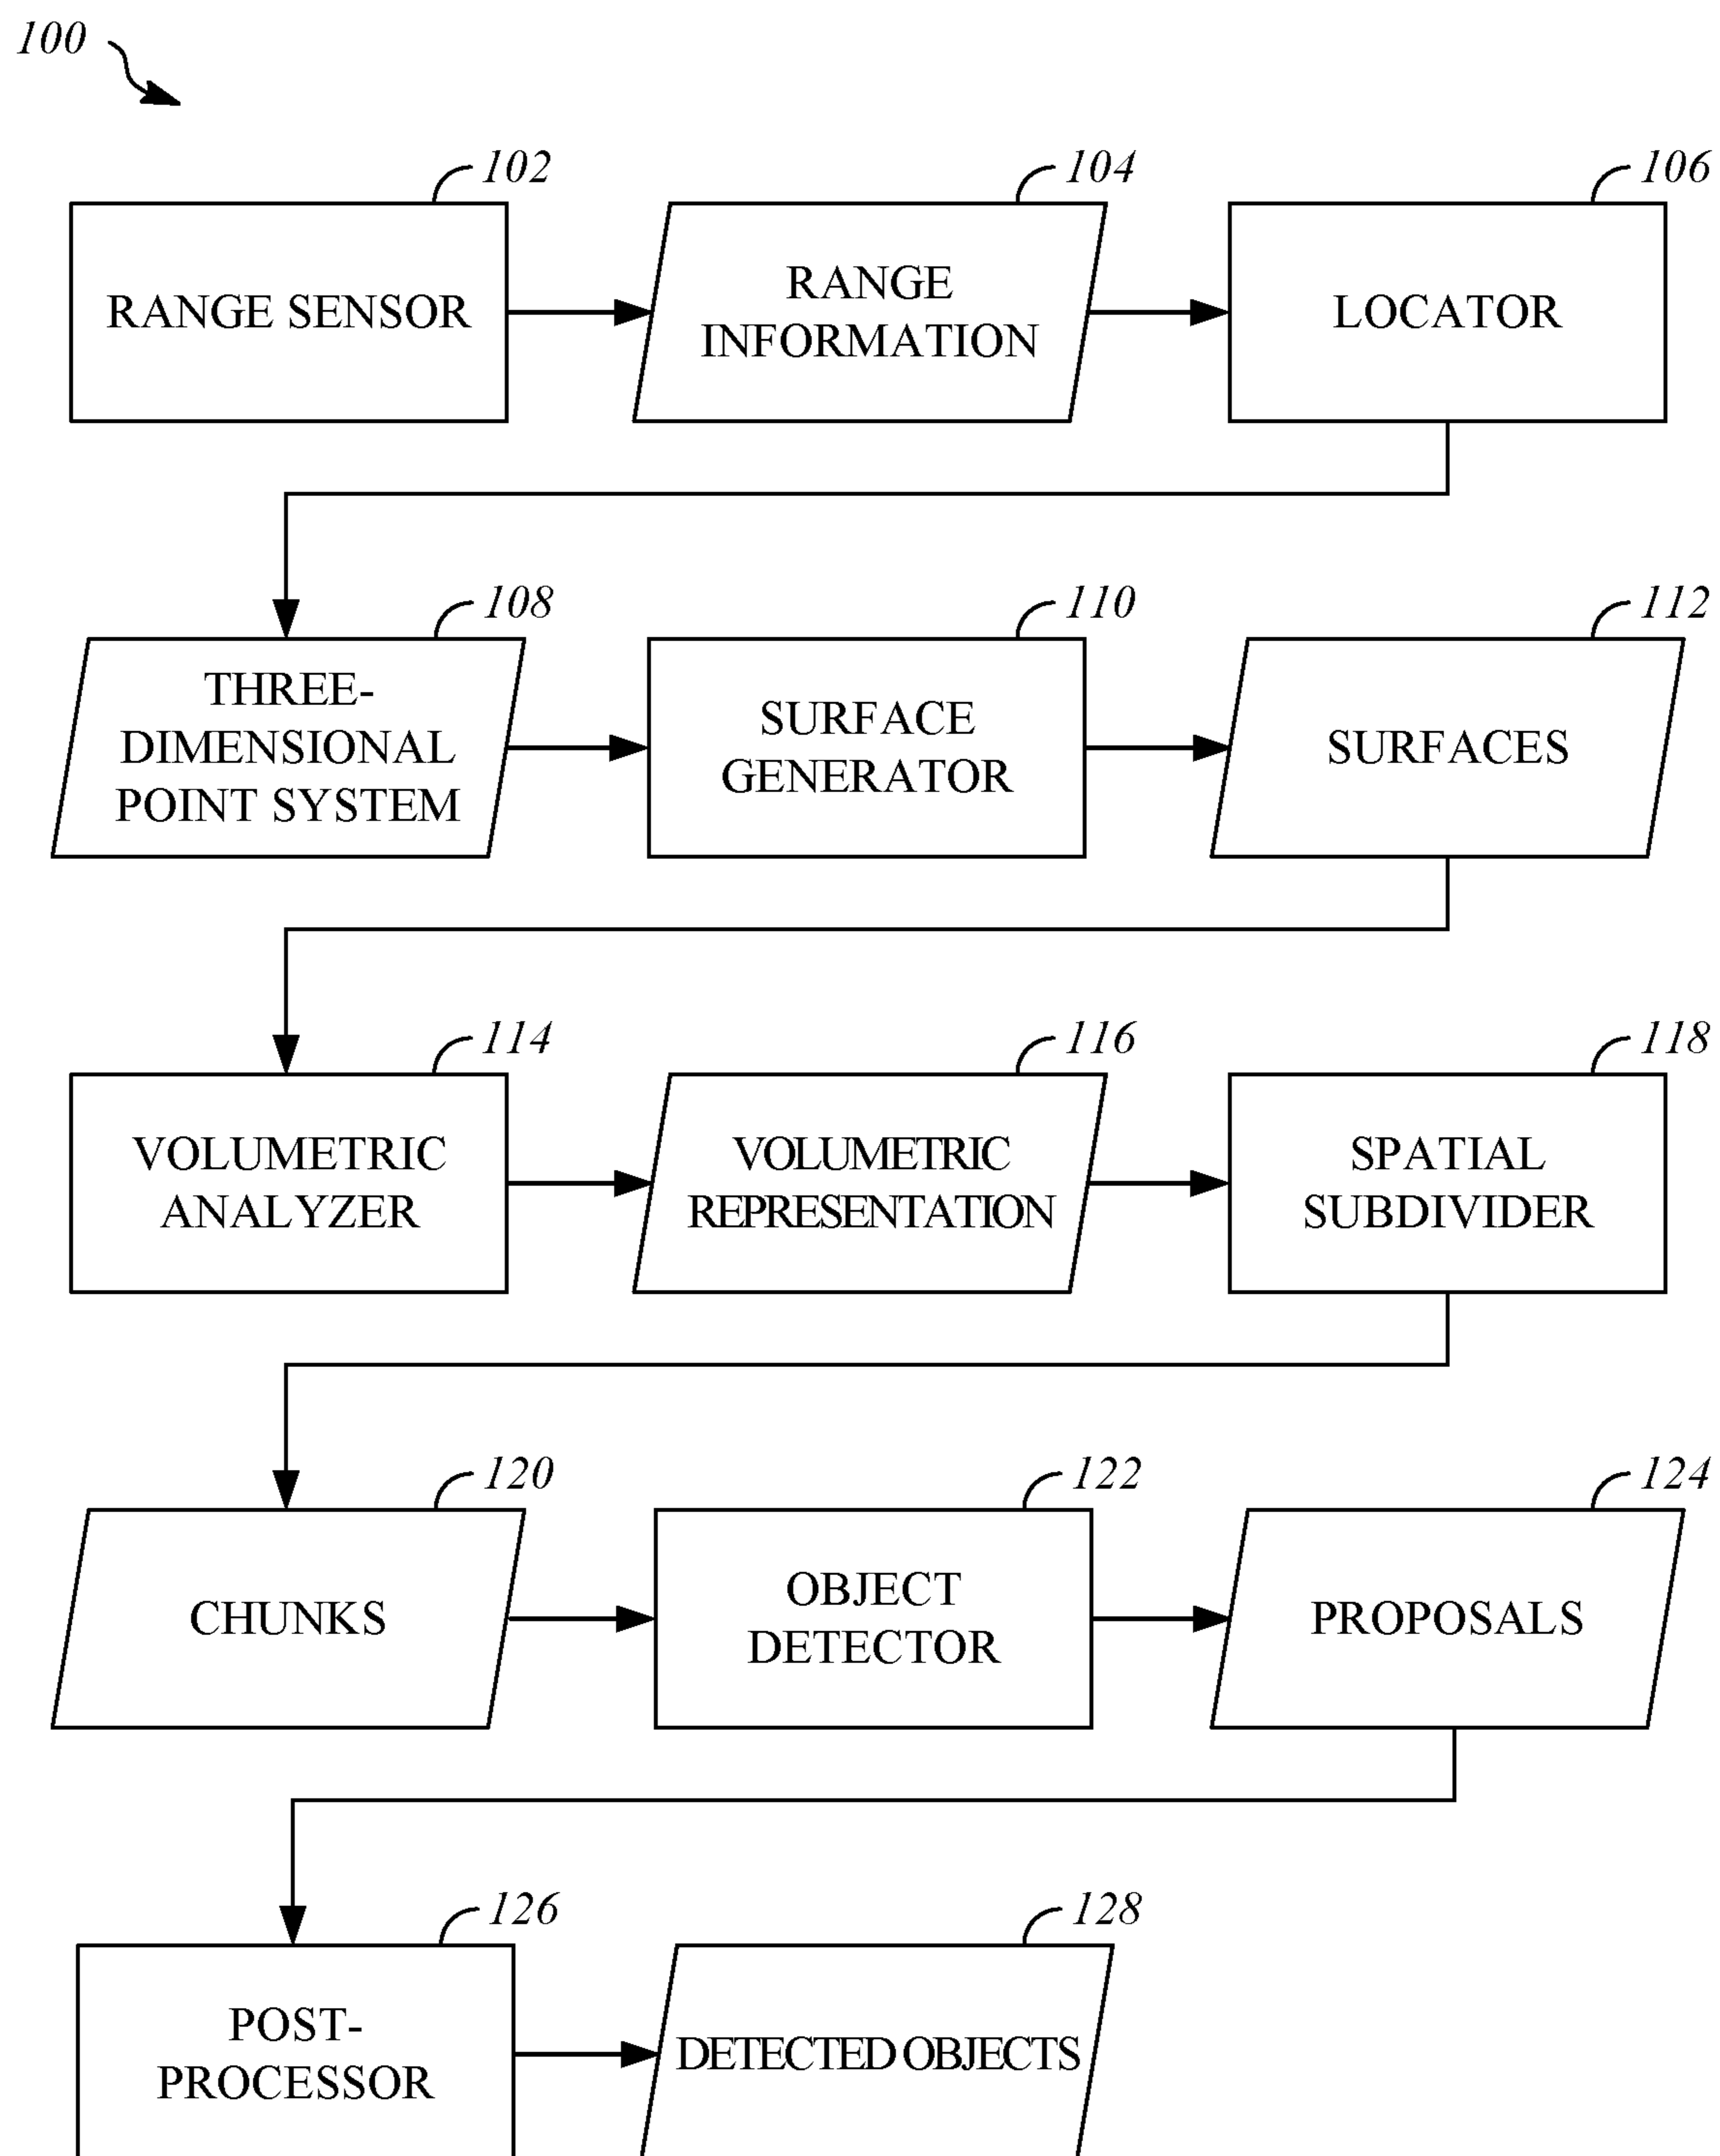 100
102
104
106
RANGE SENSOR
RANGE
INFORMATION
LOCATOR
108
110
112
THREE-
DIMENSIONAL
POINT SYSTEM
SURFACE
GENERATOR
SURFACES
114
116
118
VOLUMETRIC
ANALYZER
VOLUMETRIC
REPRESENTATION
SPATIAL
SUBDIVIDER
120
122
124
CHUNKS
OBJECT
DETECTOR
PROPOSALS
126
128
POST-
PROCESSOR
DETECTED OBJECTS